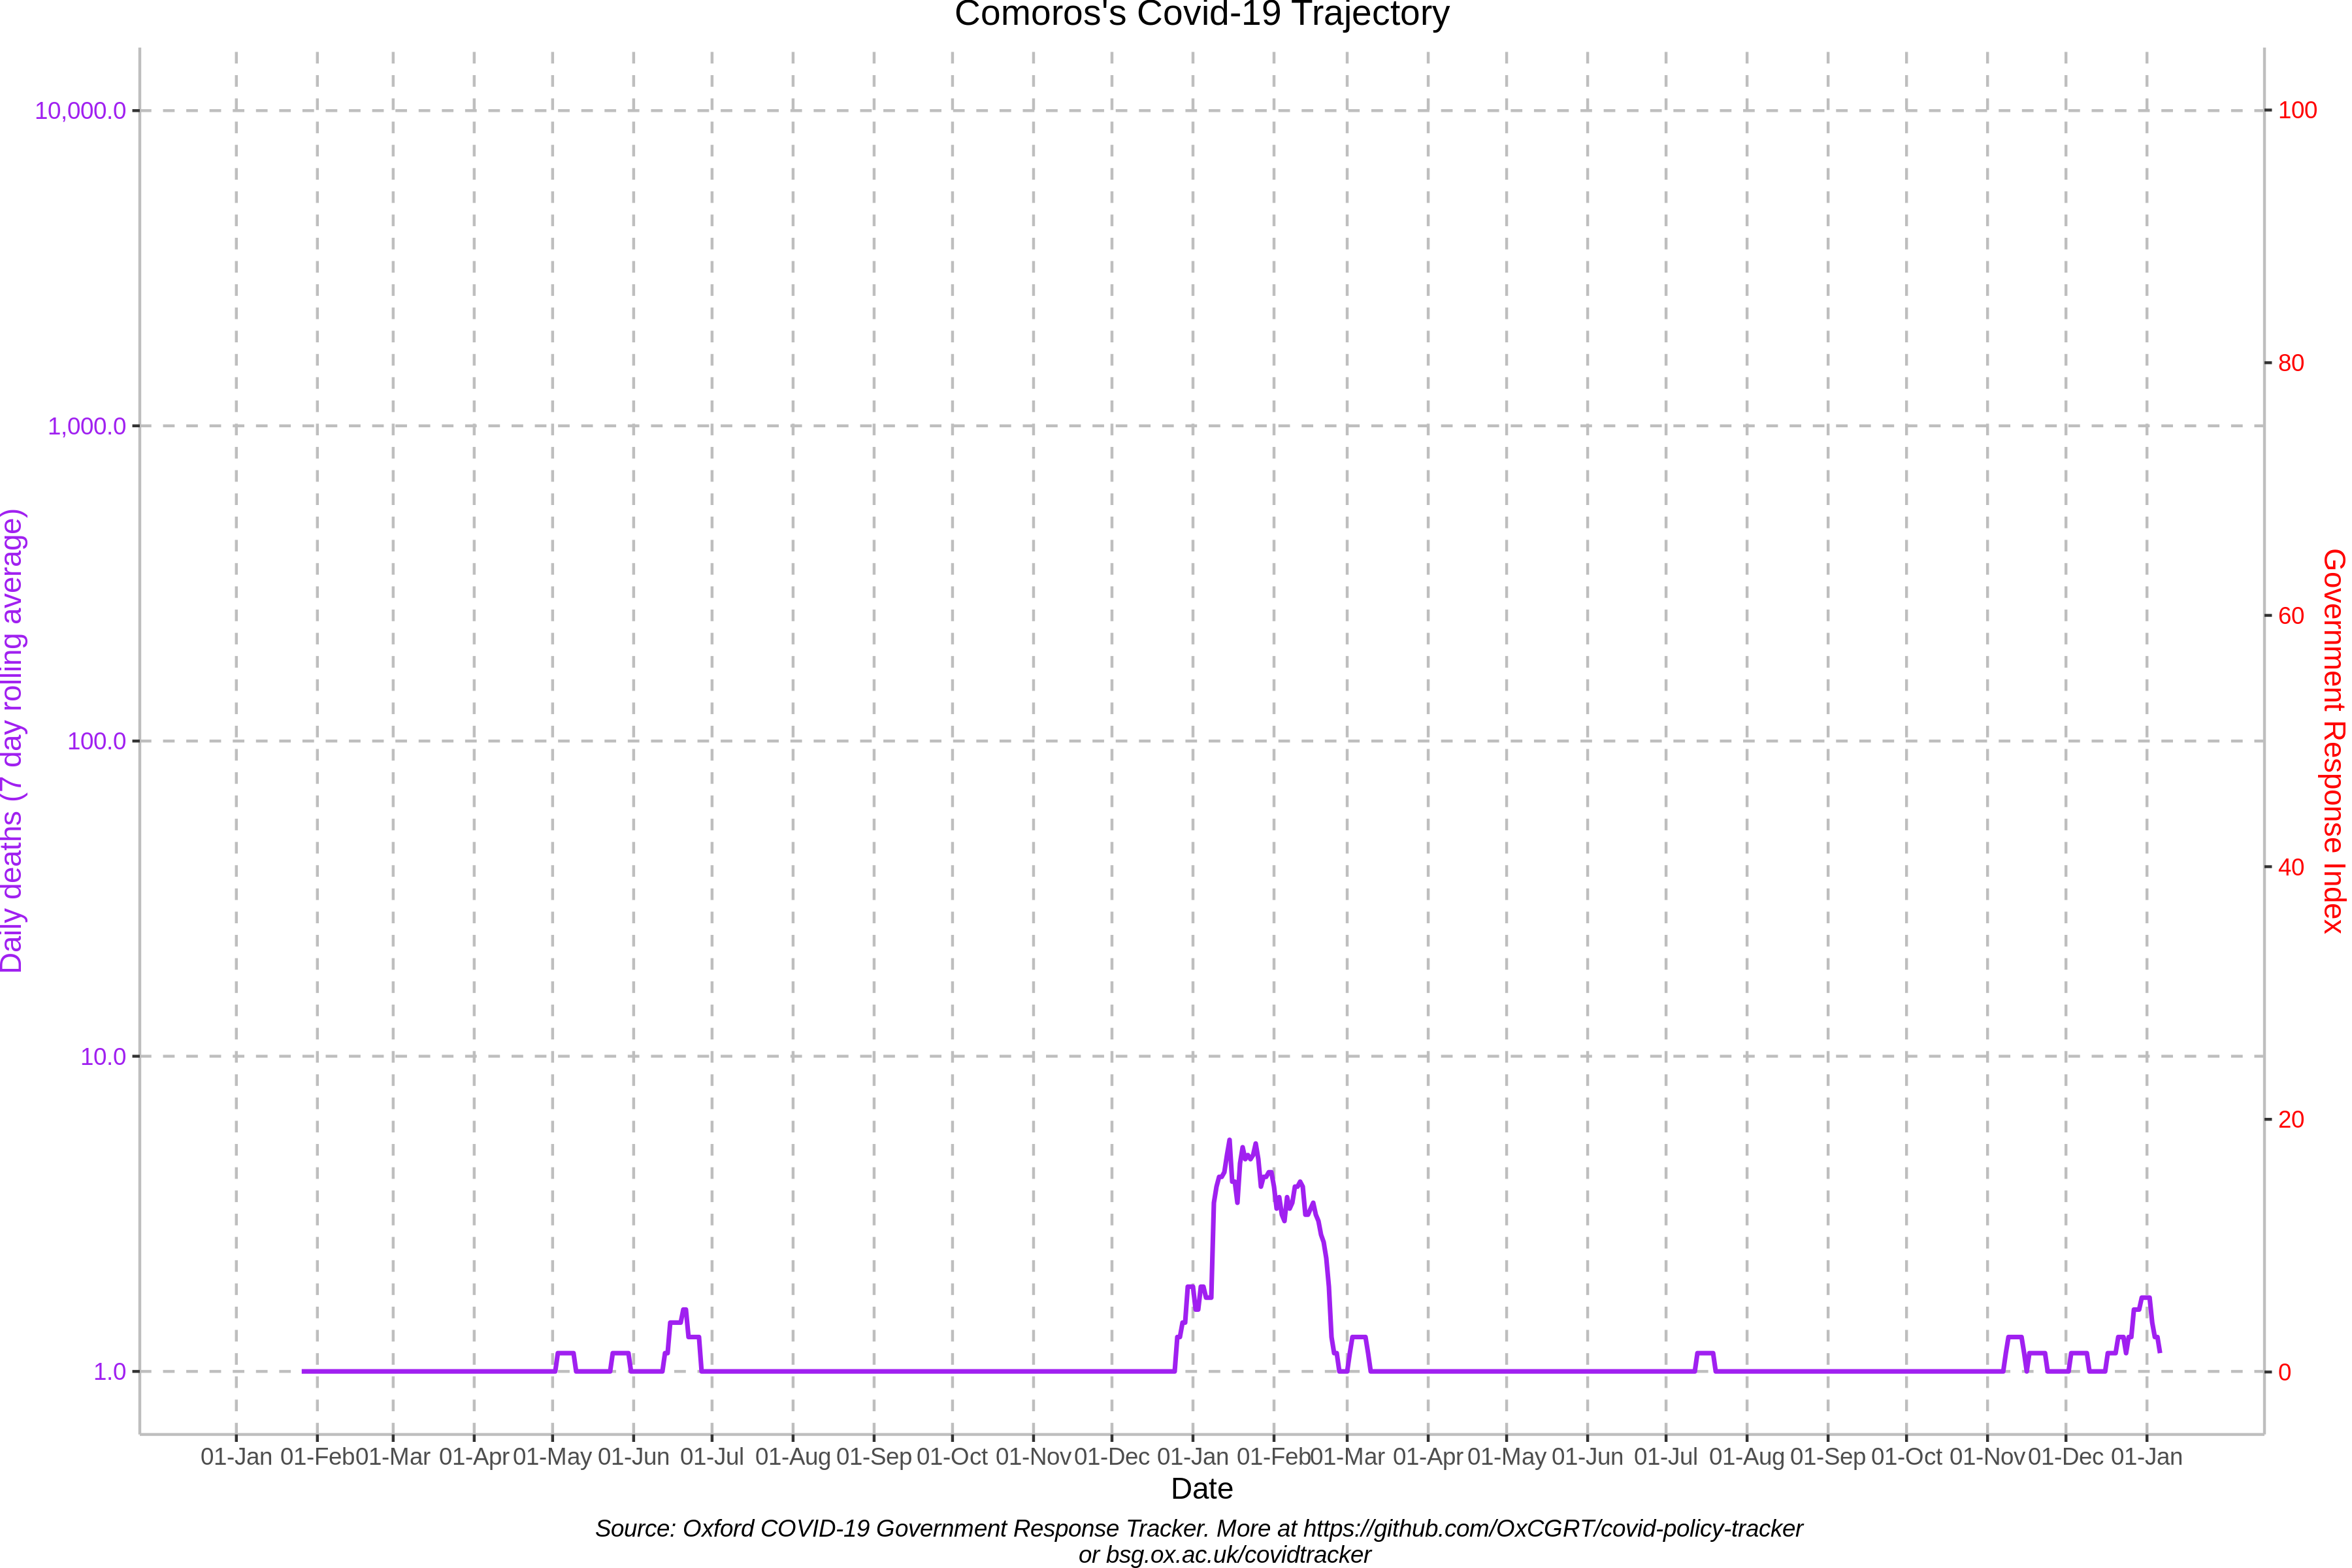 Comoros's Covid-19 Trajectory
10,000.0
1,000.0
100.0
10.0
1.0
Daily deaths (7 day rolling average)
100
80
60
40
20
0
Government Response Index
01-Jan 01-Feb 01-Mar 01-Apr 01-May 01-Jun 01-Jul 01-Aug 01-Sep 01-Oct 01-Nov 01-Dec 01-Jan 01-Feb 01-Mar 01-Apr 01-May 01-Jun 01-Jul 01-Aug 01-Sep 01-Oct 01-Nov 01-Dec 01-Jan
Date
Source: Oxford COVID-19 Government Response Tracker. More at https://github.com/OxCGRT/covid-policy-tracker
or bsg.ox.ac.uk/covidtracker